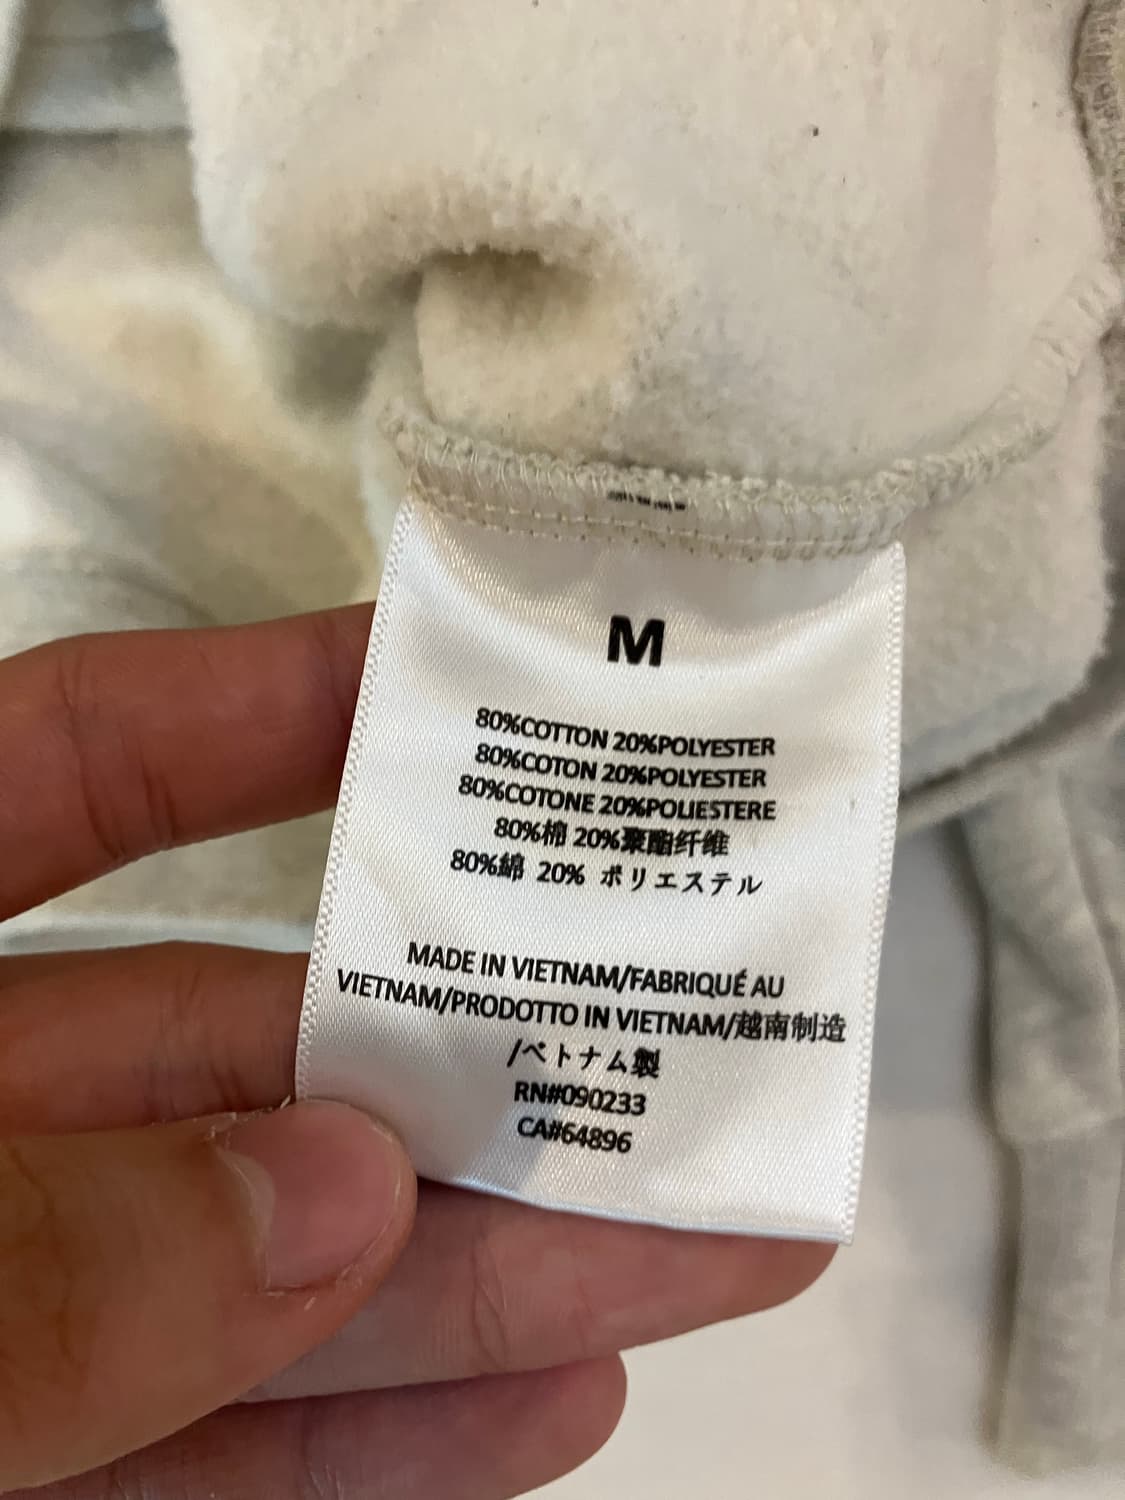 M
80%COTTON 20%POLYESTER
80%COTON 20%POLYESTER
80%COTONE 20%POLIESTERE
80%棉 20%聚酯纤维
80%綿 20% ポリエステル
MADE IN VIETNAM/FABRIQUÉ AU
VIETNAM/PRODOTTO IN VIETNAM/越南制造
/ベトナム製
RN#090233
CA#64896